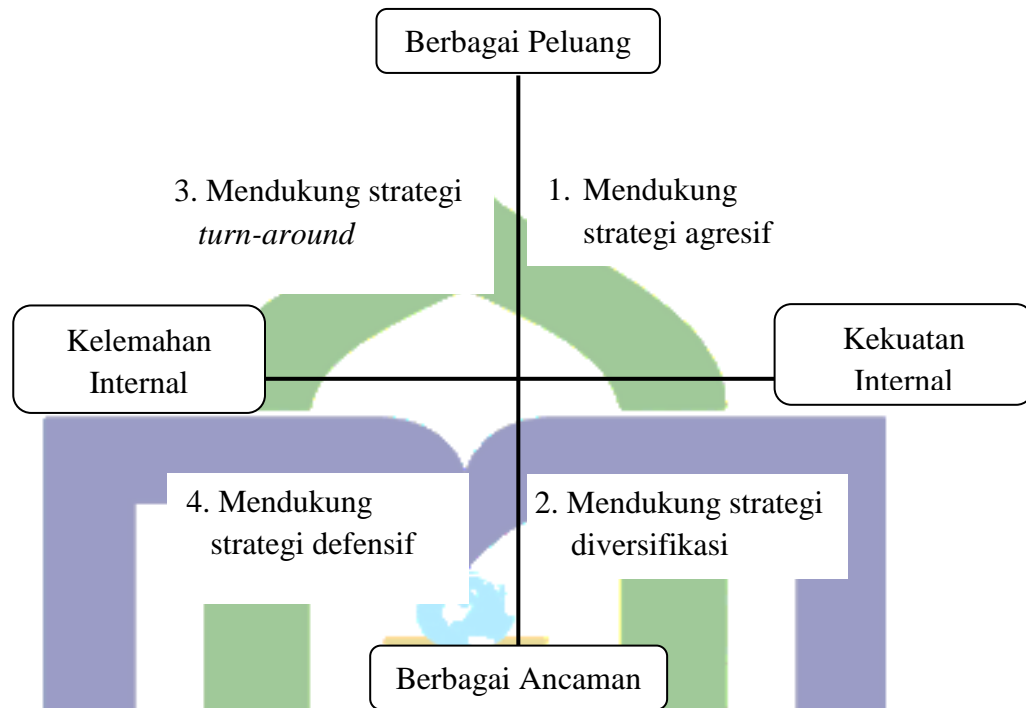 Berbagai Peluang
3. Mendukung strategi
turn-around
1. Mendukung
strategi agresif
Kelemahan
Internal
Kekuatan
Internal
4. Mendukung
strategi defensif
2. Mendukung strategi
diversifikasi
Berbagai Ancaman